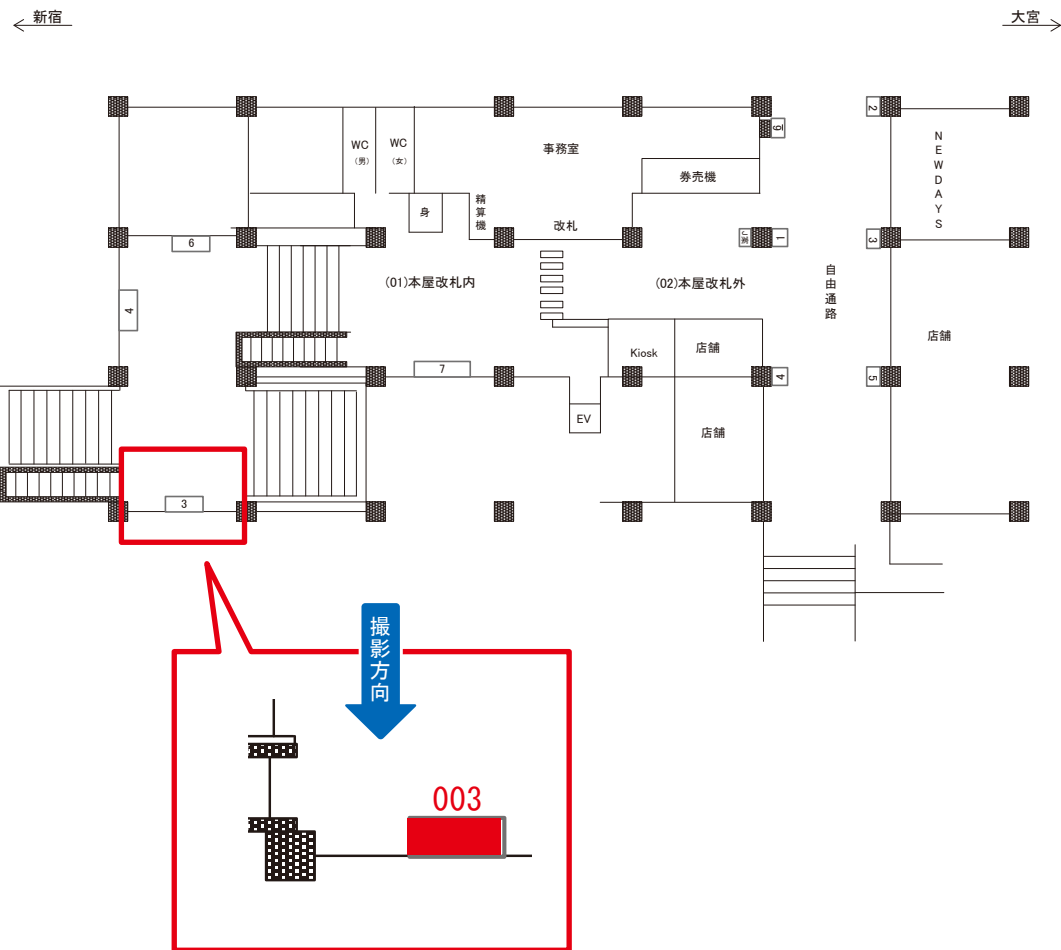 新宿
大宮
2
9
WC
(男)
WC
(女)
事務室
券売機
NEWDAYS
身
精算機
改札
1
3
6
(01)本屋改札内
(02)本屋改札外
自由通路
4
Kiosk
店舗
店舗
7
4
5
EV
店舗
3
撮影方向
003